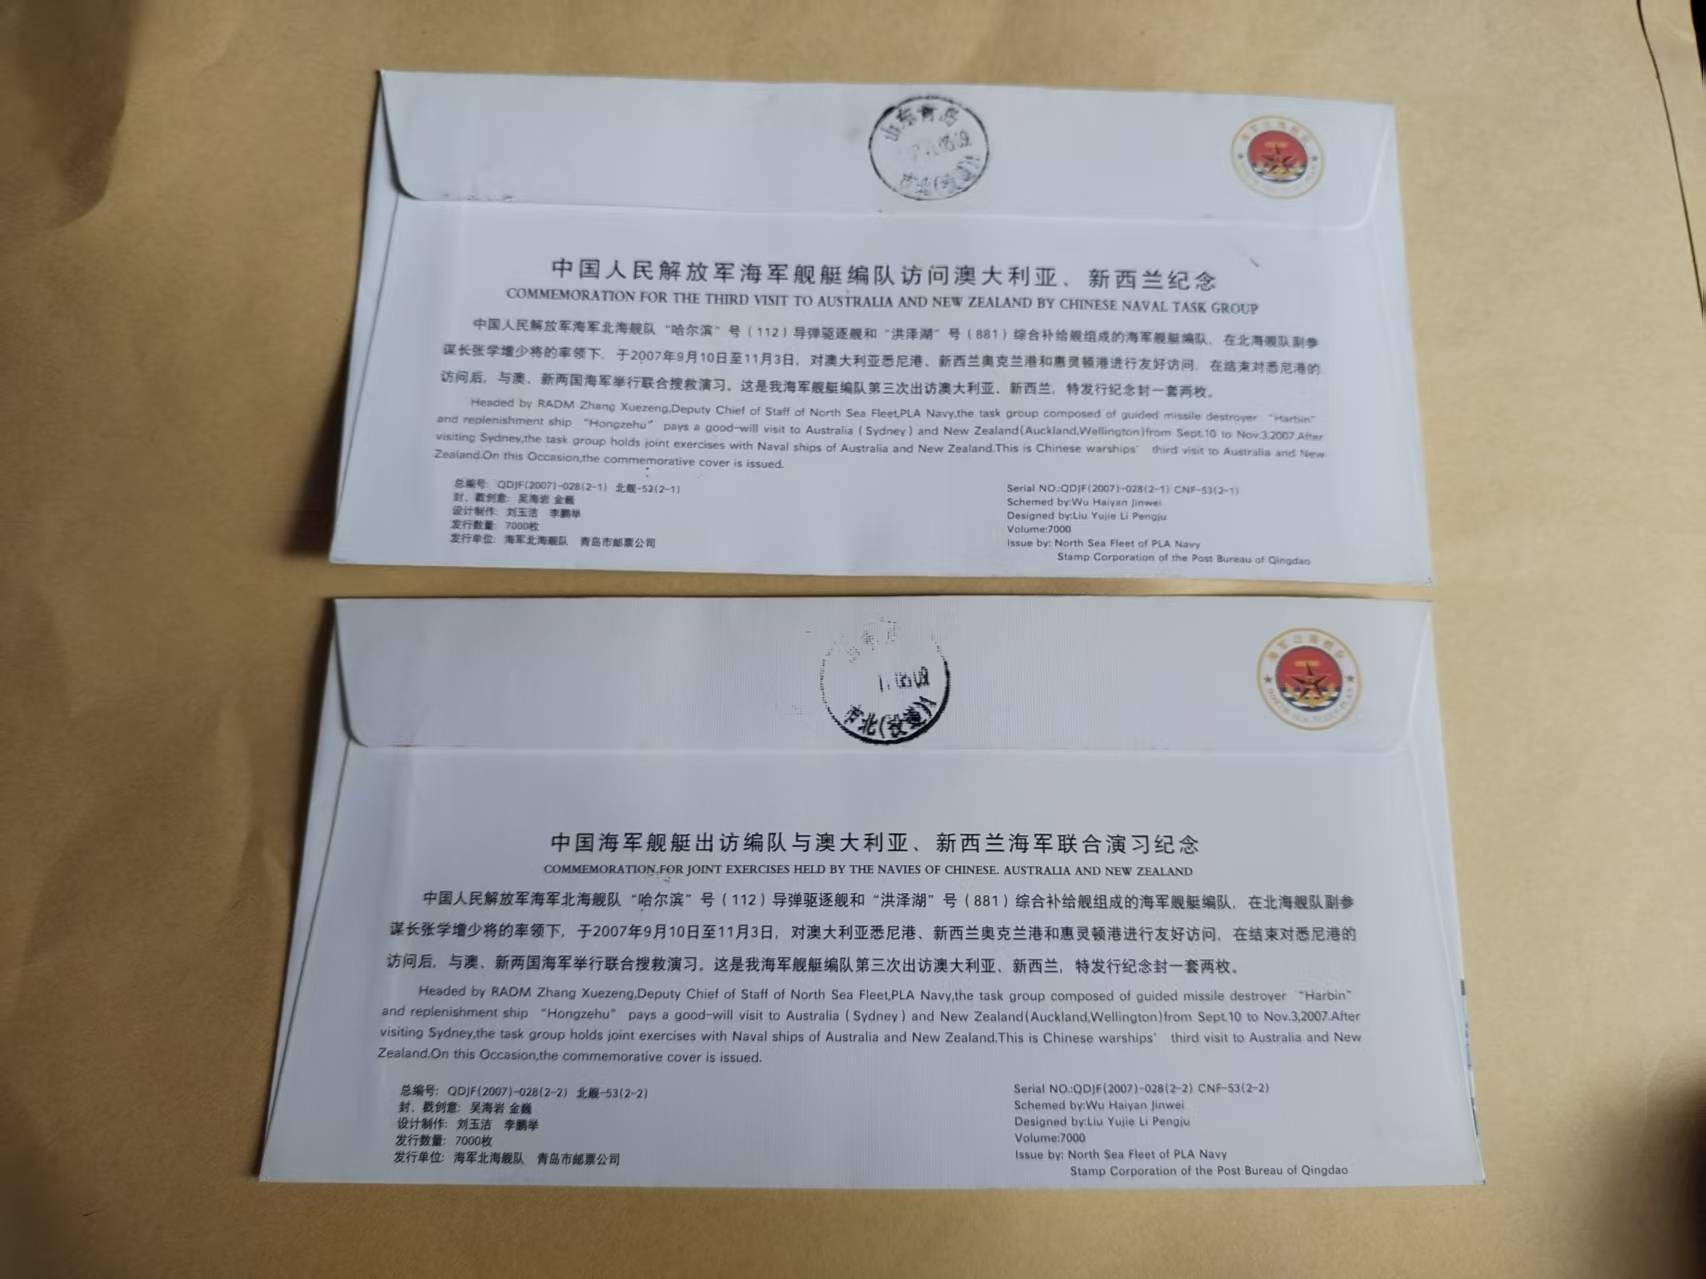 山东青岛
05 09
市北(投递)1
海军北海舰队
中国人民解放军海军舰艇编队访问澳大利亚、新西兰纪念
COMMEMORATION FOR THE THIRD VISIT TO AUSTRALIA AND NEW ZEALAND BY CHINESE NAVAL TASK GROUP
中国人民解放军海军北海舰队“哈尔滨”号(112)导弹驱逐舰和“洪泽湖”号(881)综合补给舰组成的海军舰艇编队，在北海舰队副参
谋长张学增少将的率领下，于2007年9月10日至11月3日，对澳大利亚悉尼港、新西兰奥克兰港和惠灵顿港进行友好访问，在结束对悉尼港的
访问后，与澳、新两国海军举行联合搜救演习。这是我海军舰艇编队第三次出访澳大利亚、新西兰，特发行纪念封一套两枚。
Headed by RADM Zhang Xuezeng,Deputy Chief of Staff of North Sea Fleet,PLA Navy,the task group composed of guided missile destroyer “Harbin”
and replenishment ship “Hongzehu” pays a good-will visit to Australia (Sydney) and New Zealand(Auckland,Wellington)from Sept.10 to Nov.3.2007.After
visiting Sydney,the task group holds joint exercises with Naval ships of Australia and New Zealand.This is Chinese warships’ third visit to Australia and New
Zealand.On this Occasion,the commemorative cover is issued.
总编号：QDJF(2007)-028(2-1) 北舰-53(2-1)
封、戳创意：吴海岩 金巍
设计制作：刘玉洁 李鹏举
发行数量：7000枚
发行单位：海军北海舰队 青岛市邮票公司
Serial NO.:QDJF(2007)-028(2-1) CNF-53(2-1)
Schemed by:Wu Haiyan Jinwei
Designed by:Liu Yujie Li Pengju
Volume:7000
Issue by: North Sea Fleet of PLA Navy
Stamp Corporation of the Post Bureau of Qingdao
05 09
市北(投递)1
海军北海舰队
NORTH SEA FLEET PLAN
中国海军舰艇出访编队与澳大利亚、新西兰海军联合演习纪念
COMMEMORATION FOR JOINT EXERCISES HELD BY THE NAVIES OF CHINESE. AUSTRALIA AND NEW ZEALAND
中国人民解放军海军北海舰队“哈尔滨”号(112)导弹驱逐舰和“洪泽湖”号(881)综合补给舰组成的海军舰艇编队，在北海舰队副参
谋长张学增少将的率领下，于2007年9月10日至11月3日，对澳大利亚悉尼港、新西兰奥克兰港和惠灵顿港进行友好访问，在结束对悉尼港的
访问后，与澳、新两国海军举行联合搜救演习。这是我海军舰艇编队第三次出访澳大利亚、新西兰，特发行纪念封一套两枚。
Headed by RADM Zhang Xuezeng,Deputy Chief of Staff of North Sea Fleet,PLA Navy,the task group composed of guided missile destroyer “Harbin”
and replenishment ship “Hongzehu” pays a good-will visit to Australia (Sydney) and New Zealand(Auckland,Wellington)from Sept.10 to Nov.3,2007.After
visiting Sydney,the task group holds joint exercises with Naval ships of Australia and New Zealand.This is Chinese warships’ third visit to Australia and New
Zealand.On this Occasion,the commemorative cover is issued.
总编号：QDJF(2007)-028(2-2) 北舰-53(2-2)
封、戳创意：吴海岩 金巍
设计制作：刘玉洁 李鹏举
发行数量：7000枚
发行单位：海军北海舰队 青岛市邮票公司
Serial NO.:QDJF(2007)-028(2-2) CNF-53(2-2)
Schemed by:Wu Haiyan Jinwei
Designed by:Liu Yujie Li Pengju
Volume:7000
Issue by: North Sea Fleet of PLA Navy
Stamp Corporation of the Post Bureau of Qingdao